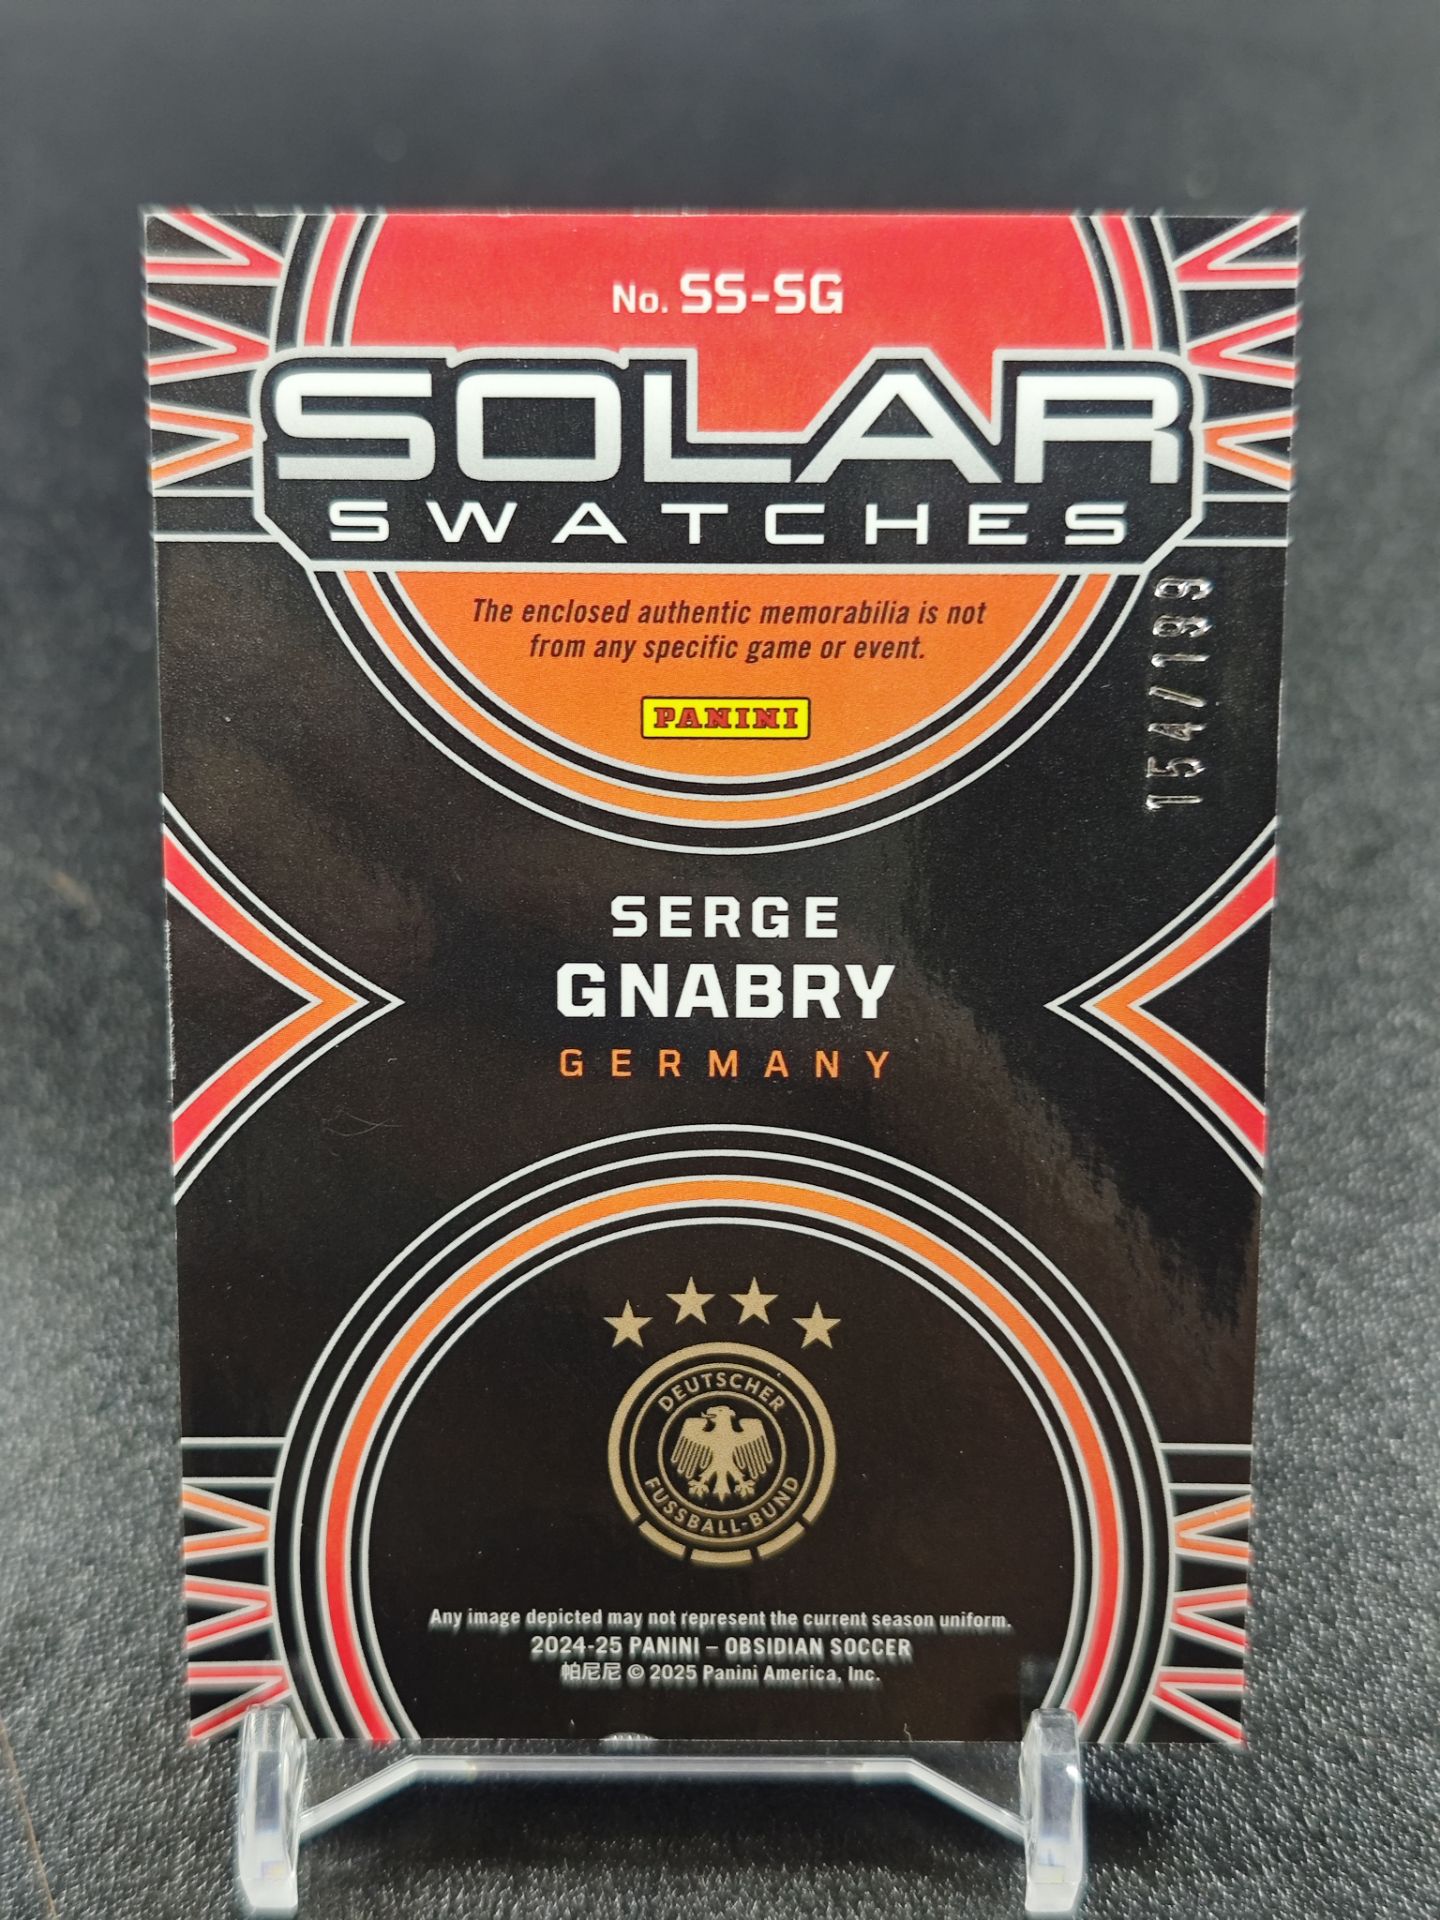 No. SS-SG
SOLAR
SWATCHES
The enclosed authentic memorabilia is not
from any specific game or event.
PANINI
154/199
SERGE
GNABRY
GERMANY
DEUTSCHER
FUSSBALL-BUND
Any image depicted may not represent the current season uniform.
2024-25 PANINI – OBSIDIAN SOCCER
帕尼尼 © 2025 Panini America, Inc.